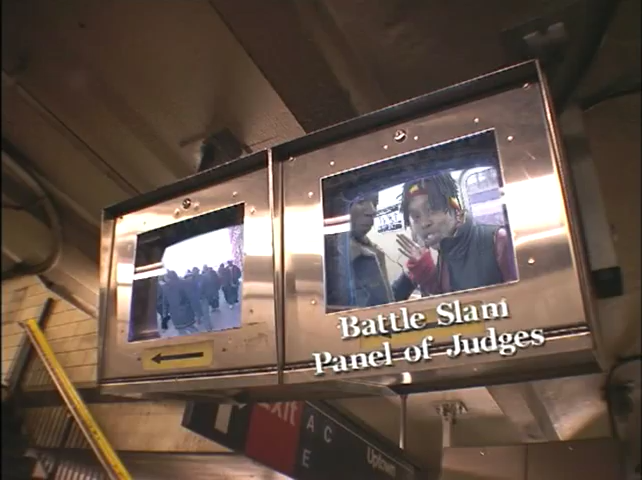 Battle Slam
Panel of Judges
Exit
A C
E
Uptown